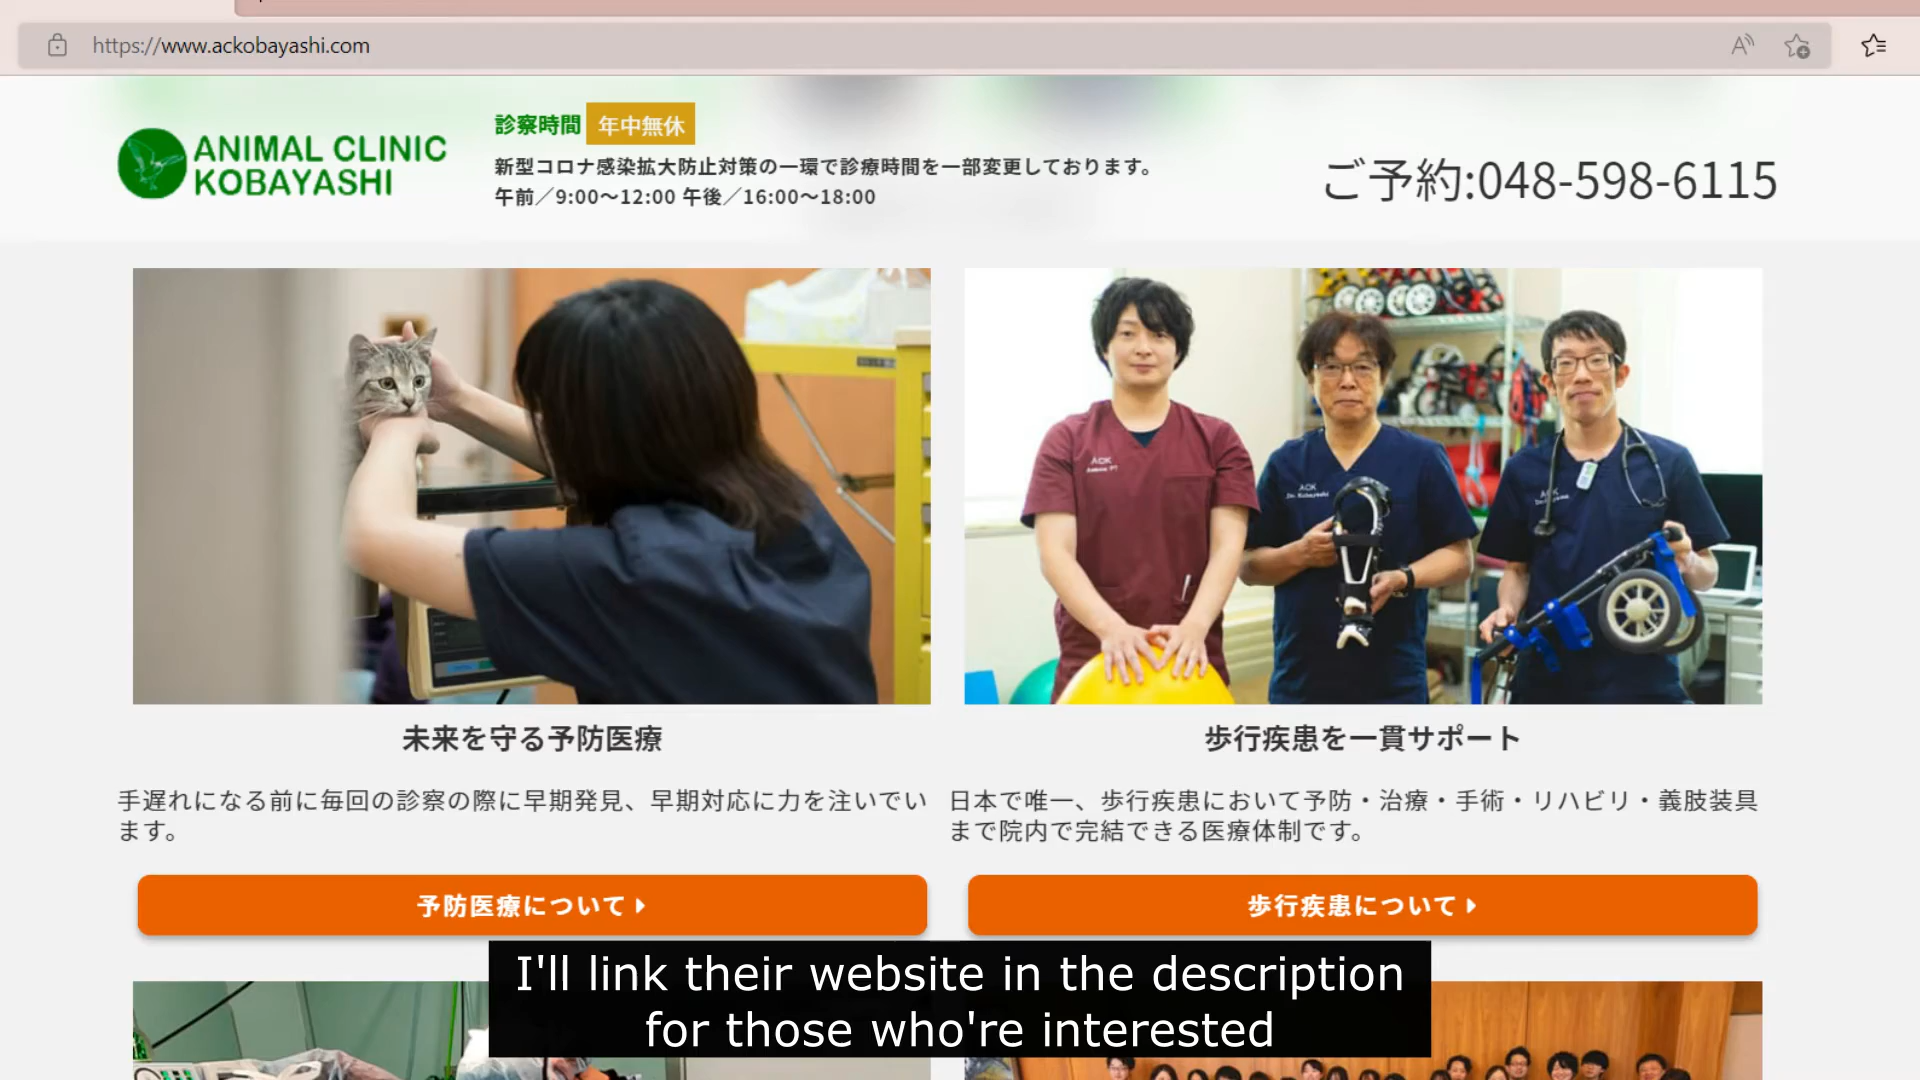 https://www.ackobayashi.com
ANIMAL CLINIC
KOBAYASHI
診察時間 年中無休
新型コロナ感染拡大防止対策の一環で診療時間を一部変更しております。
午前／9:00〜12:00 午後／16:00〜18:00
ご予約:048-598-6115
ACK
ACK
Dr. Kobayashi
未来を守る予防医療
手遅れになる前に毎回の診察の際に早期発見、早期対応に力を注いでい
ます。
予防医療について
歩行疾患を一貫サポート
日本で唯一、歩行疾患において予防・治療・手術・リハビリ・義肢装具
まで院内で完結できる医療体制です。
歩行疾患について
I'll link their website in the description
for those who're interested